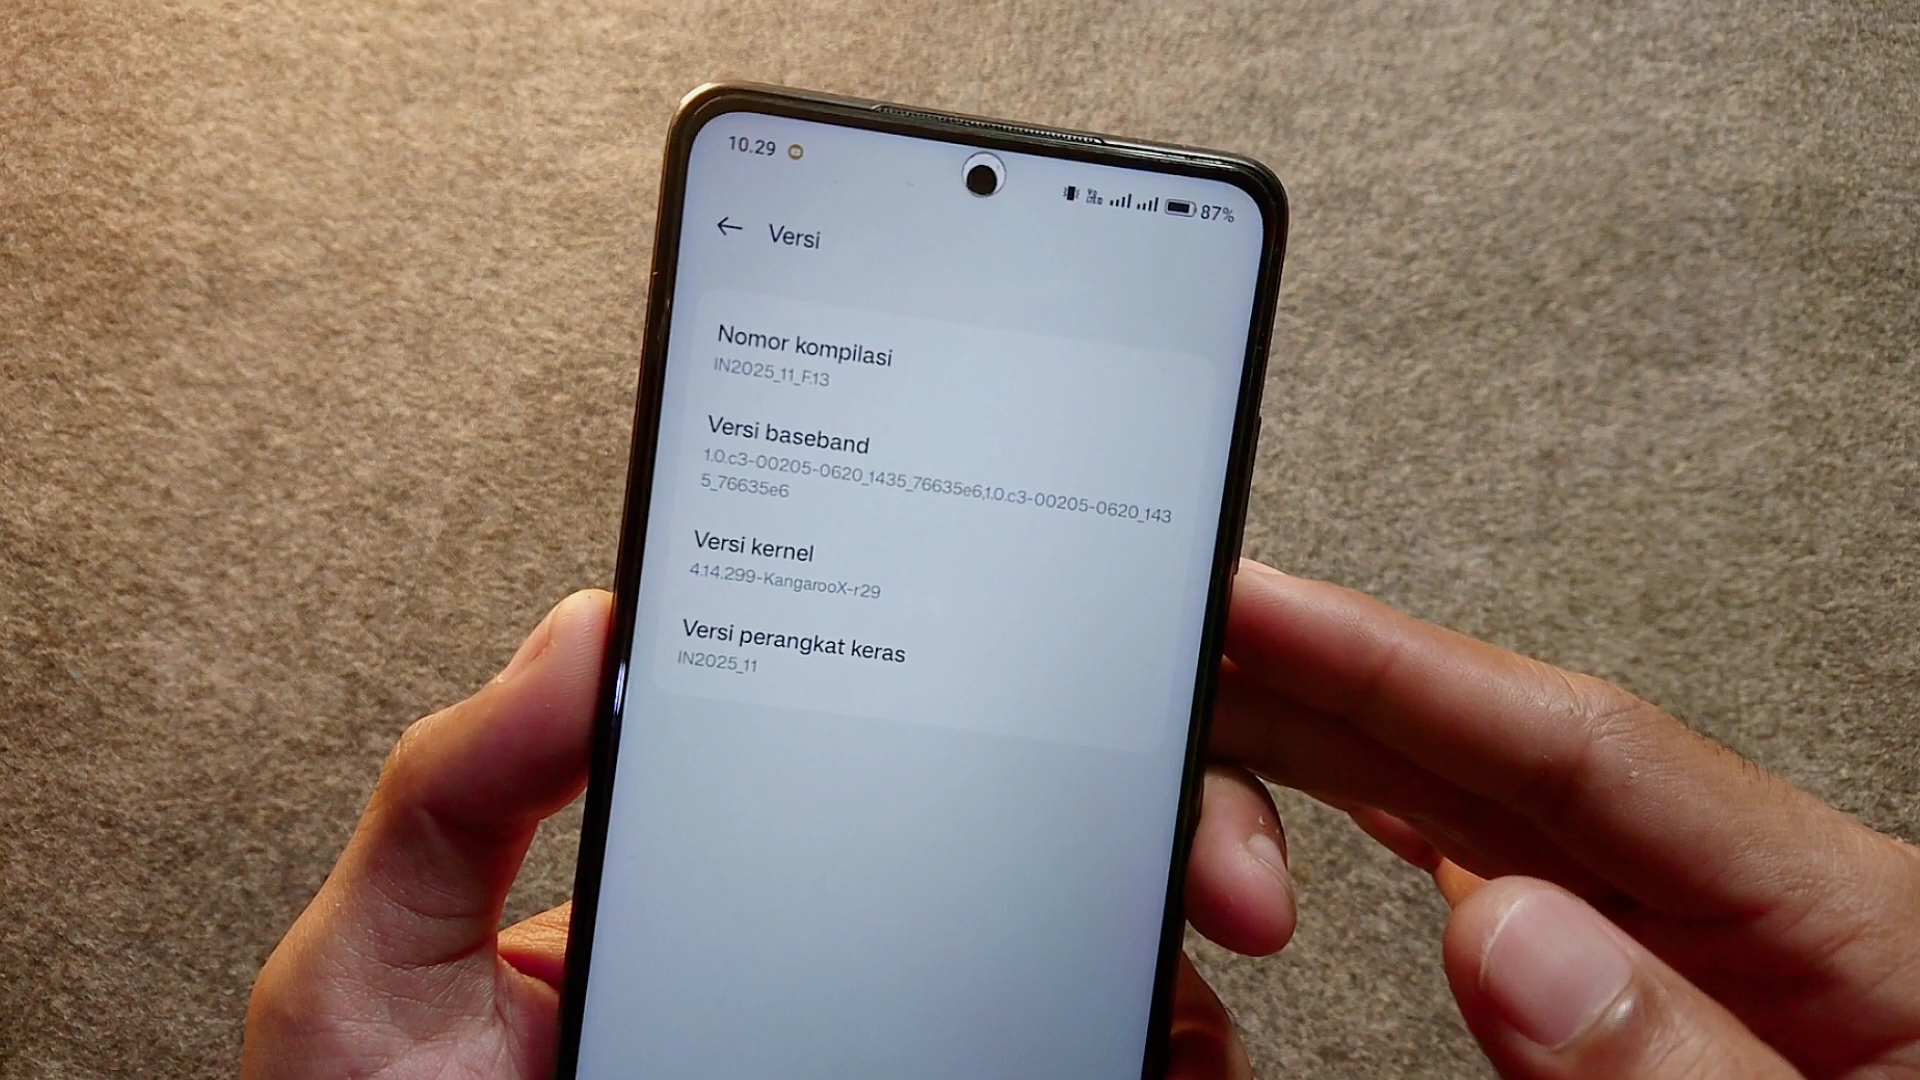 10.29
87%
Versi
Nomor kompilasi
IN2025_11_F.13
Versi baseband
1.0.c3-00205-0620_1435_76635e6,1.0.c3-00205-0620_143
5_76635e6
Versi kernel
4.14.299-KangarooX-r29
Versi perangkat keras
IN2025_11